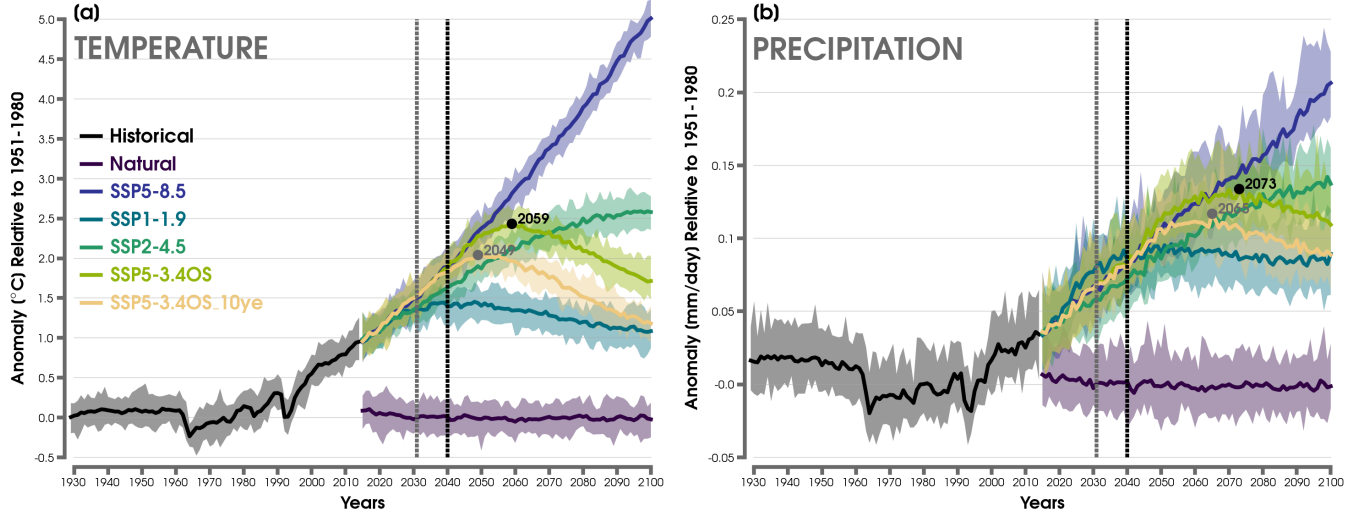 (a)
TEMPERATURE
Anomaly (°C) Relative to 1951-1980
5.0
4.5
4.0
3.5
3.0
2.5
2.0
1.5
1.0
0.5
0.0
-0.5
Historical
Natural
SSP5-8.5
SSP1-1.9
SSP2-4.5
SSP5-3.4OS
SSP5-3.4OS_10ye
2059
2049
1930 1940 1950 1960 1970 1980 1990 2000 2010 2020 2030 2040 2050 2060 2070 2080 2090 2100
Years
(b)
PRECIPITATION
Anomaly (mm/day) Relative to 1951-1980
0.25
0.2
0.15
0.1
0.05
-0.0
-0.05
2073
2065
1930 1940 1950 1960 1970 1980 1990 2000 2010 2020 2030 2040 2050 2060 2070 2080 2090 2100
Years